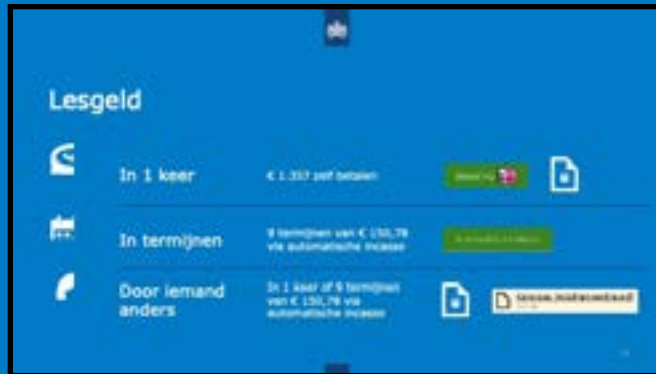 Lesgeld
In 1 keer
€ 1.357 zelf betalen
In termijnen
9 termijnen van € 150,78
via automatische incasso
Door iemand
anders
In 1 keer of 9 termijnen
van € 150,78 via
automatische incasso